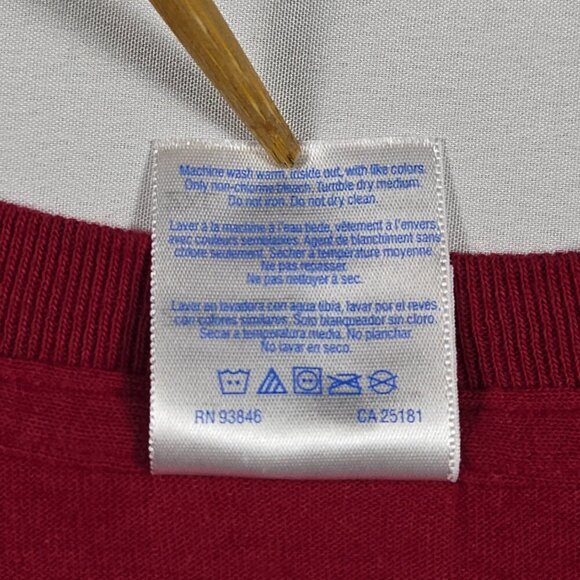 Machine wash warm, inside out, with like colors.
Only non-chlorine bleach. Tumble dry medium.
Do not iron. Do not dry clean.
Laver à la machine à l'eau tiède, vêtement à l'envers,
avec couleurs semblables. Agent de blanchiment sans
chlore seulement. Sécher à température moyenne.
Ne pas repasser.
Ne pas nettoyer à sec.
Lavar en lavadora con agua tibia, lavar por el revés,
con colores similares. Solo blanqueador sin cloro.
Secar a temperatura media. No planchar.
No lavar en seco.
RN 93846 CA 25181